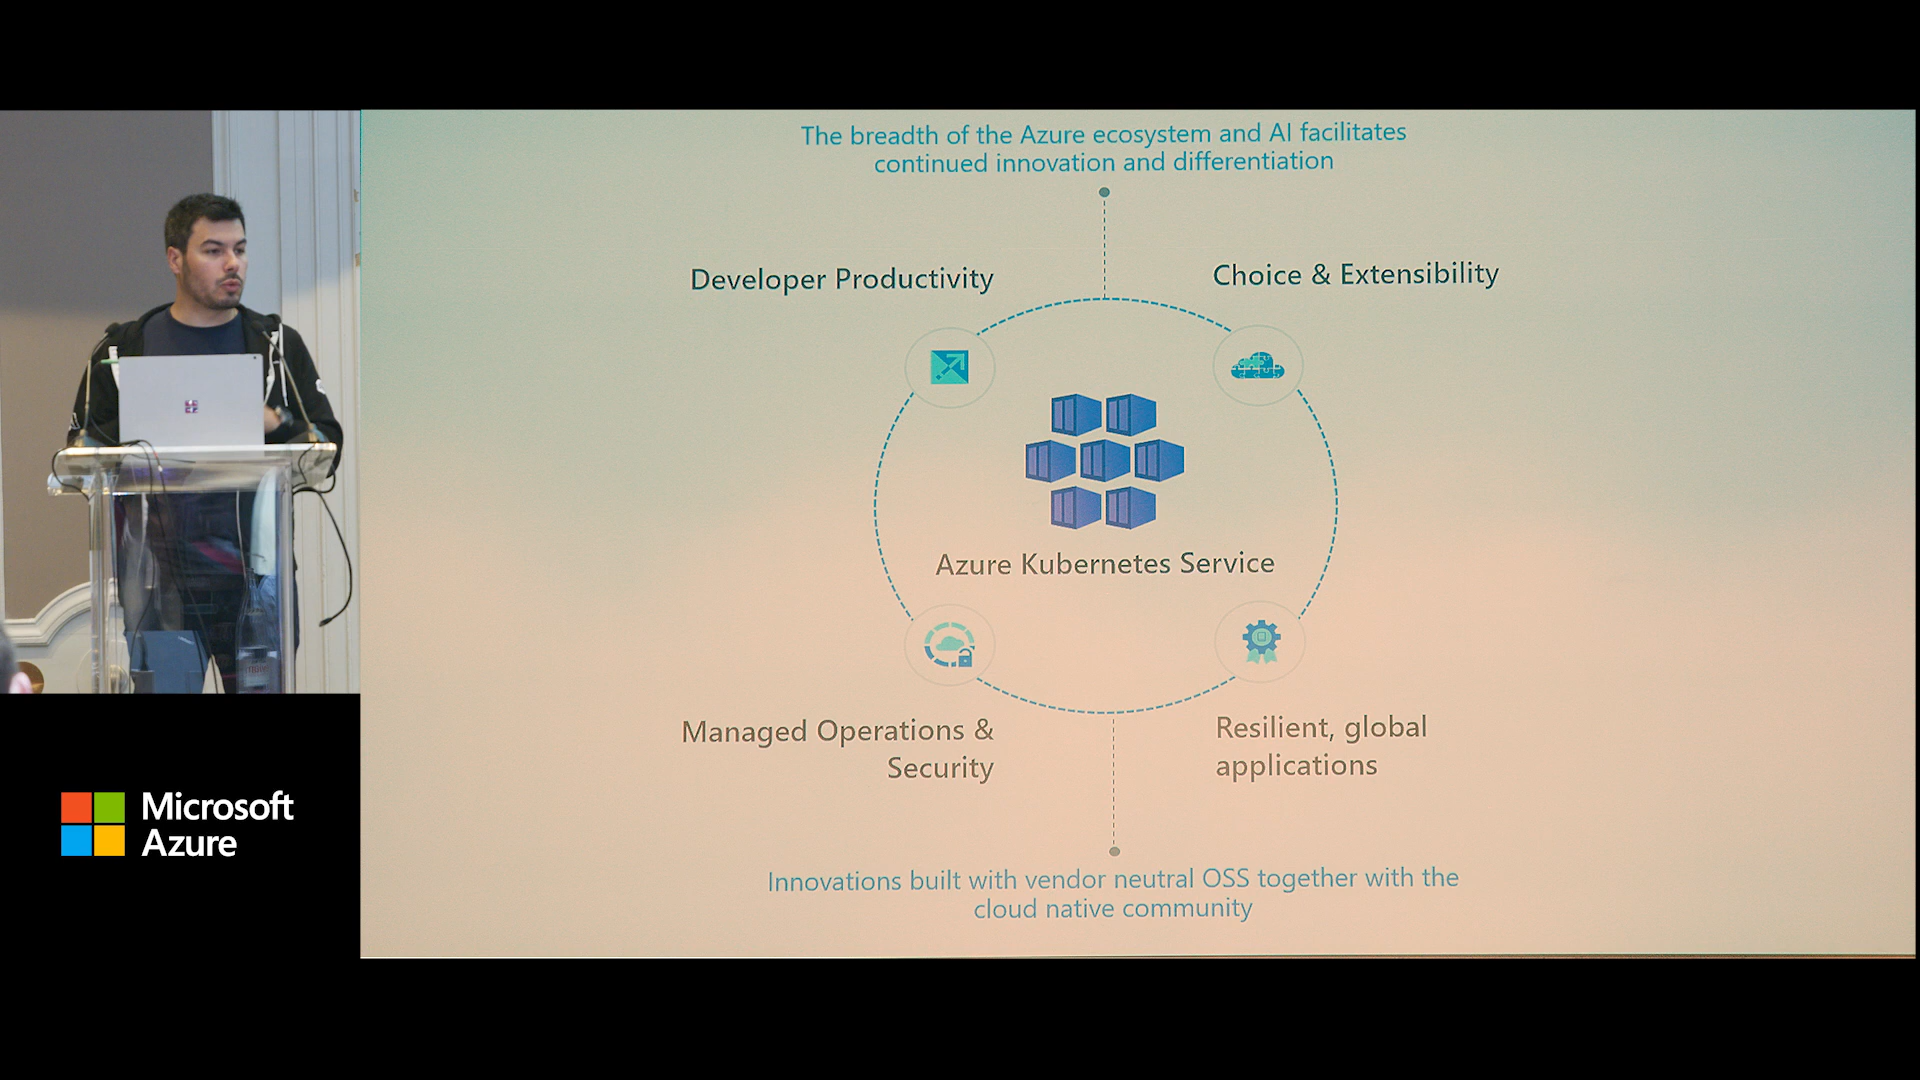 The breadth of the Azure ecosystem and AI facilitates
continued innovation and differentiation
Developer Productivity
Choice & Extensibility
Azure Kubernetes Service
Managed Operations &
Security
Resilient, global
applications
Innovations built with vendor neutral OSS together with the
cloud native community
Microsoft
Azure